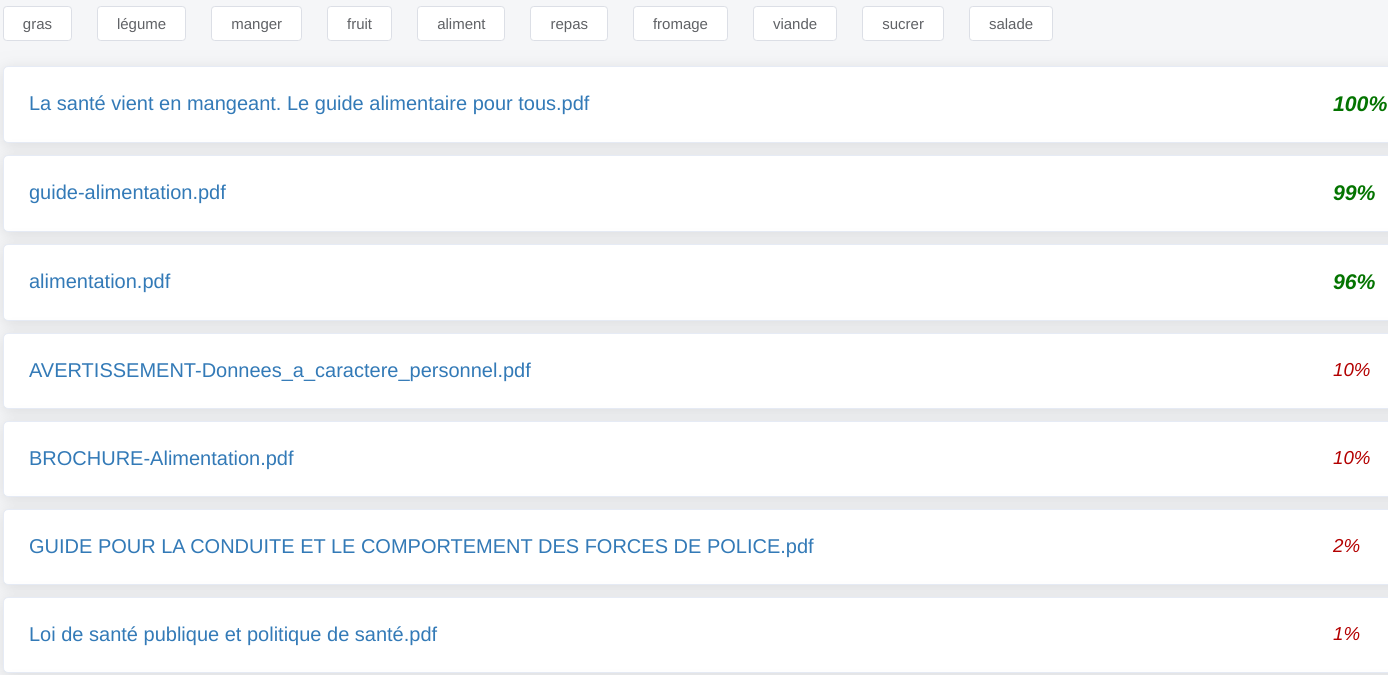 gras légume manger fruit aliment repas fromage viande sucrer salade
La santé vient en mangeant. Le guide alimentaire pour tous.pdf 100%
guide-alimentation.pdf 99%
alimentation.pdf 96%
AVERTISSEMENT-Donnees_a_caractere_personnel.pdf 10%
BROCHURE-Alimentation.pdf 10%
GUIDE POUR LA CONDUITE ET LE COMPORTEMENT DES FORCES DE POLICE.pdf 2%
Loi de santé publique et politique de santé.pdf 1%